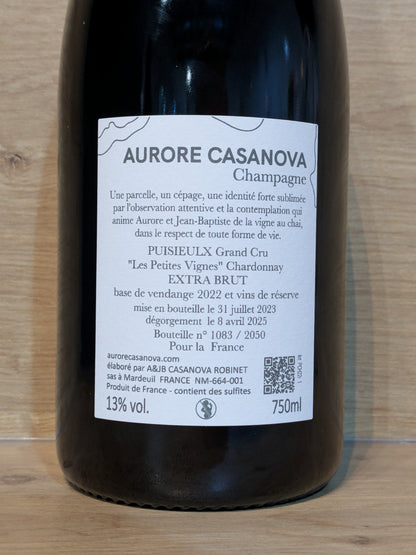 AURORE CASANOVA
Champagne
Une parcelle, un cépage, une identité forte sublimée
par l'observation attentive et la contemplation qui
anime Aurore et Jean-Baptiste de la vigne au chai,
dans le respect de toute forme de vie.
PUISIEULX Grand Cru
"Les Petites Vignes" Chardonnay
EXTRA BRUT
base de vendange 2022 et vins de réserve
mise en bouteille le 31 juillet 2023
dégorgement le 8 avril 2025
Bouteille n° 1083 / 2050
Pour la France
aurorecasanova.com
élaboré par A&JB CASANOVA ROBINET
sas à Mardeuil FRANCE NM-664-001
Produit de France - contient des sulfites
13% vol.
750ml